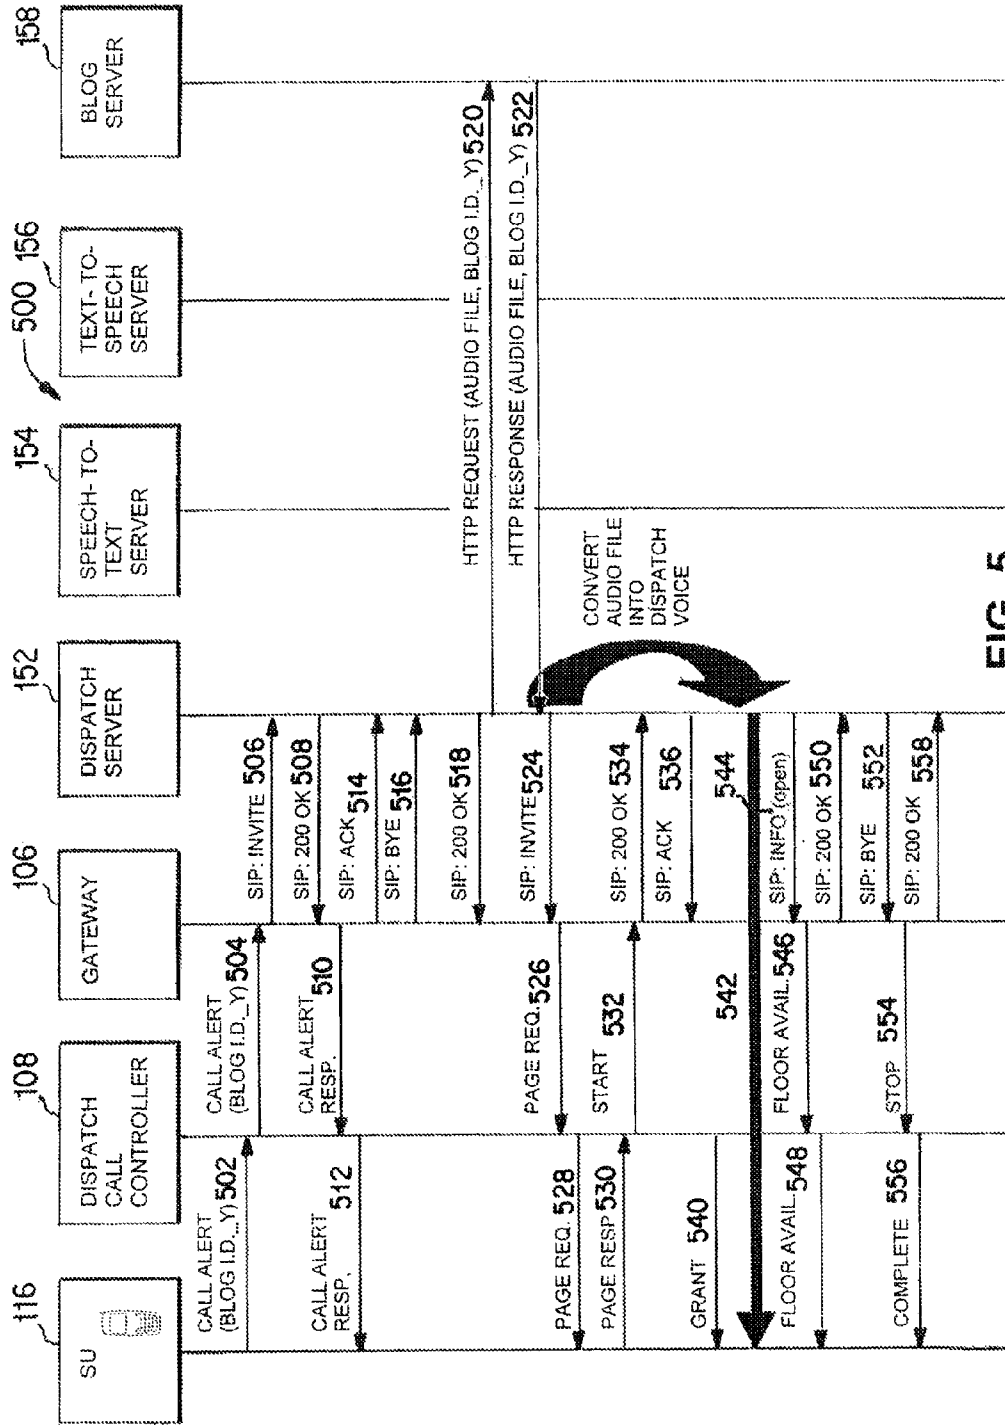 500
116
SU
108
DISPATCH
CALL
CONTROLLER
106
GATEWAY
152
DISPATCH
SERVER
154
SPEECH-TO-
TEXT
SERVER
156
TEXT-TO-
SPEECH
SERVER
158
BLOG
SERVER
CALL ALERT
(BLOG I.D._Y) 502
CALL ALERT
(BLOG I.D._Y) 504
SIP: INVITE 506
SIP: 200 OK 508
CALL ALERT
RESP. 510
CALL ALERT
RESP. 512
SIP: ACK 514
SIP: BYE 516
SIP: 200 OK 518
HTTP REQUEST (AUDIO FILE, BLOG I.D._Y) 520
HTTP RESPONSE (AUDIO FILE, BLOG I.D._Y) 522
SIP: INVITE 524
PAGE REQ. 526
PAGE REQ. 528
PAGE RESP 530
START 532
SIP: 200 OK 534
SIP: ACK 536
CONVERT
AUDIO FILE
INTO
DISPATCH
VOICE
GRANT 540
542
544
SIP: INFO (open)
FLOOR AVAIL. 546
FLOOR AVAIL. 548
SIP: 200 OK 550
SIP: BYE 552
STOP 554
COMPLETE 556
SIP: 200 OK 558
FIG. 5